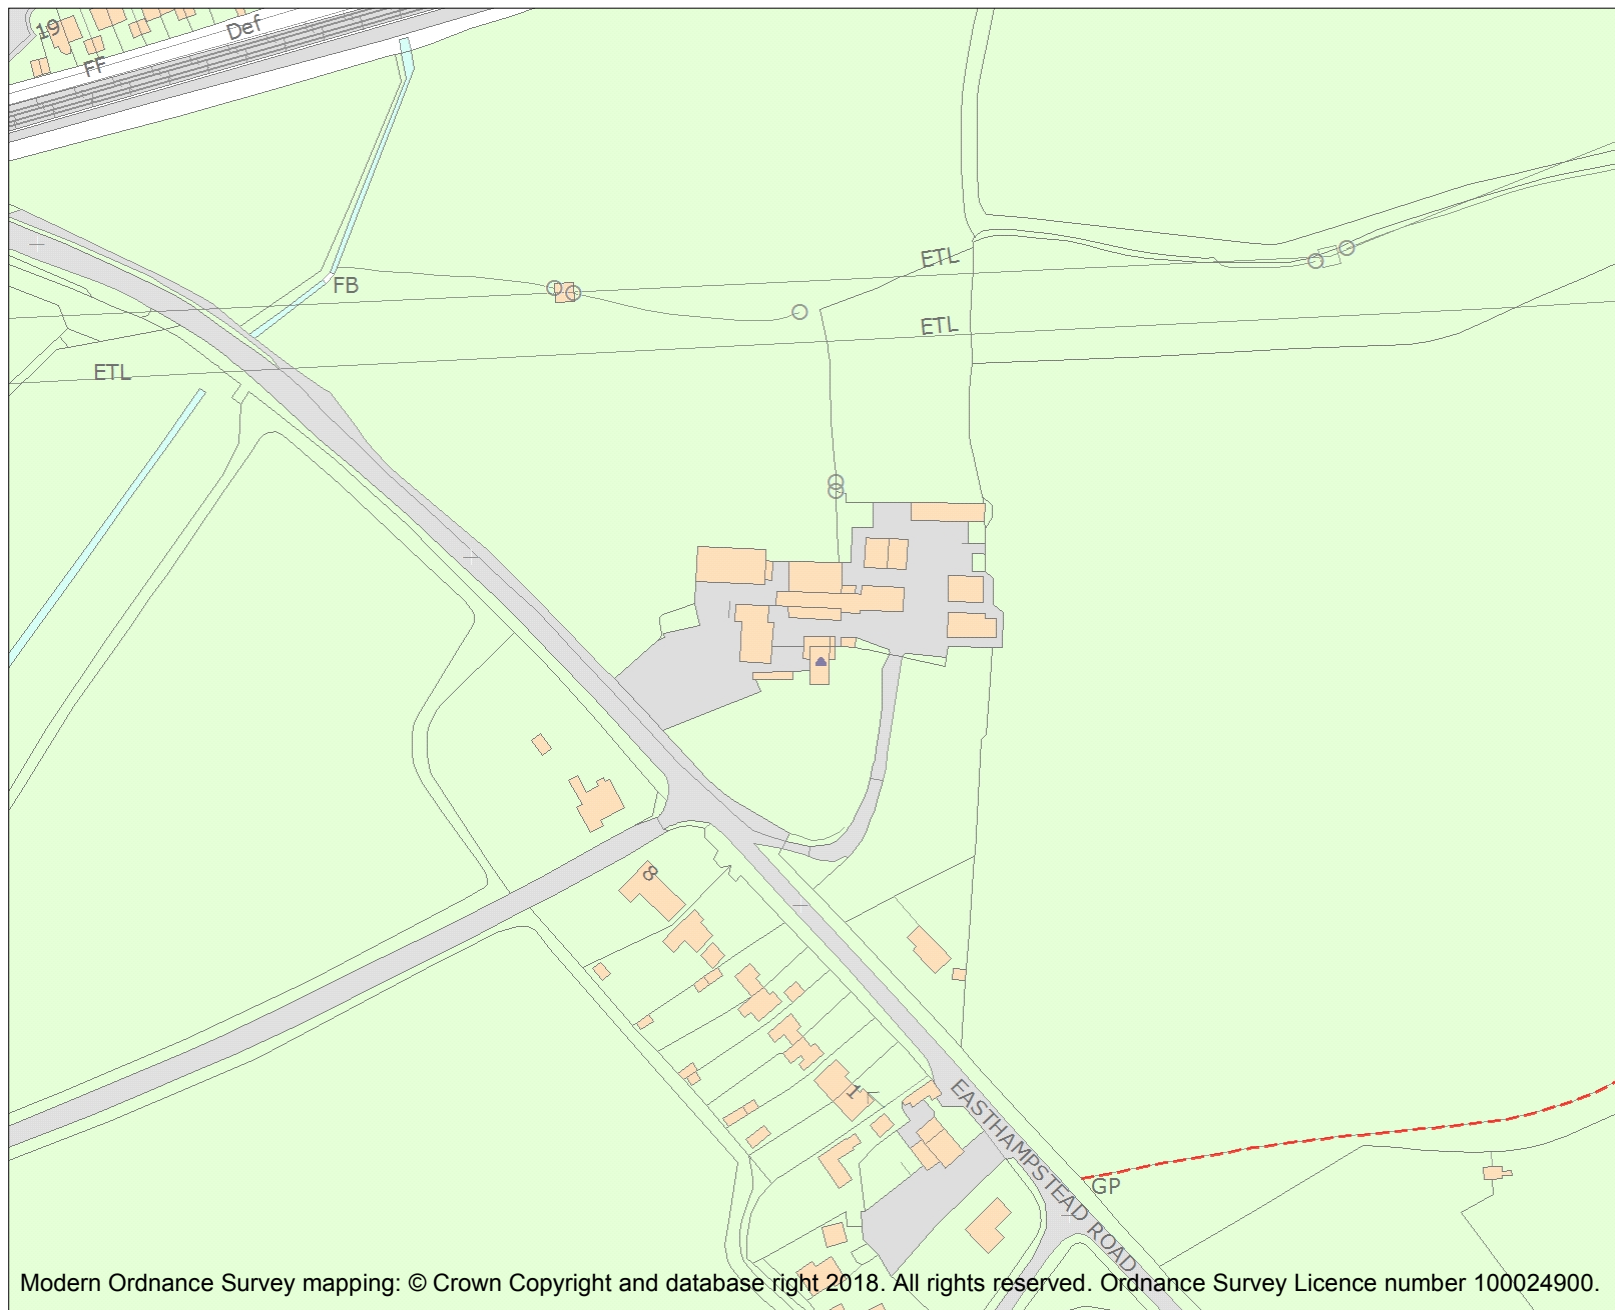 19
Def
FF
ETL
FB
ETL
ETL
8
1
EASTHAMPSTEAD ROAD
GP
Modern Ordnance Survey mapping: © Crown Copyright and database right 2018. All rights reserved. Ordnance Survey Licence number 100024900.